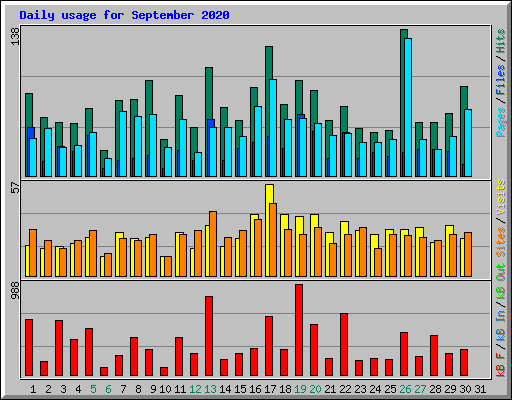 Daily usage for September 2020
138
Pages / Files / Hits
57
Sites / Visits
988
kB F / kB In / kB Out
1 2 3 4 5 6 7 8 9 10 11 12 13 14 15 16 17 18 19 20 21 22 23 24 25 26 27 28 29 30 31